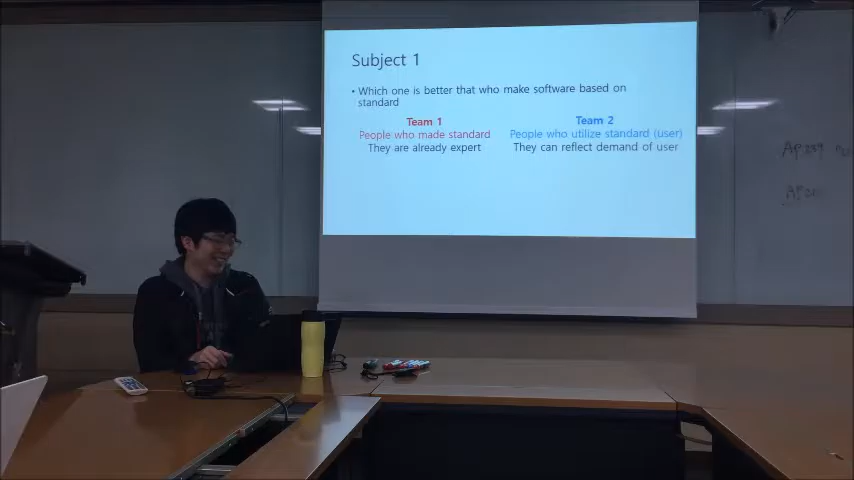 Subject 1
• Which one is better that who make software based on
standard
Team 1
People who made standard
They are already expert
Team 2
People who utilize standard (user)
They can reflect demand of user